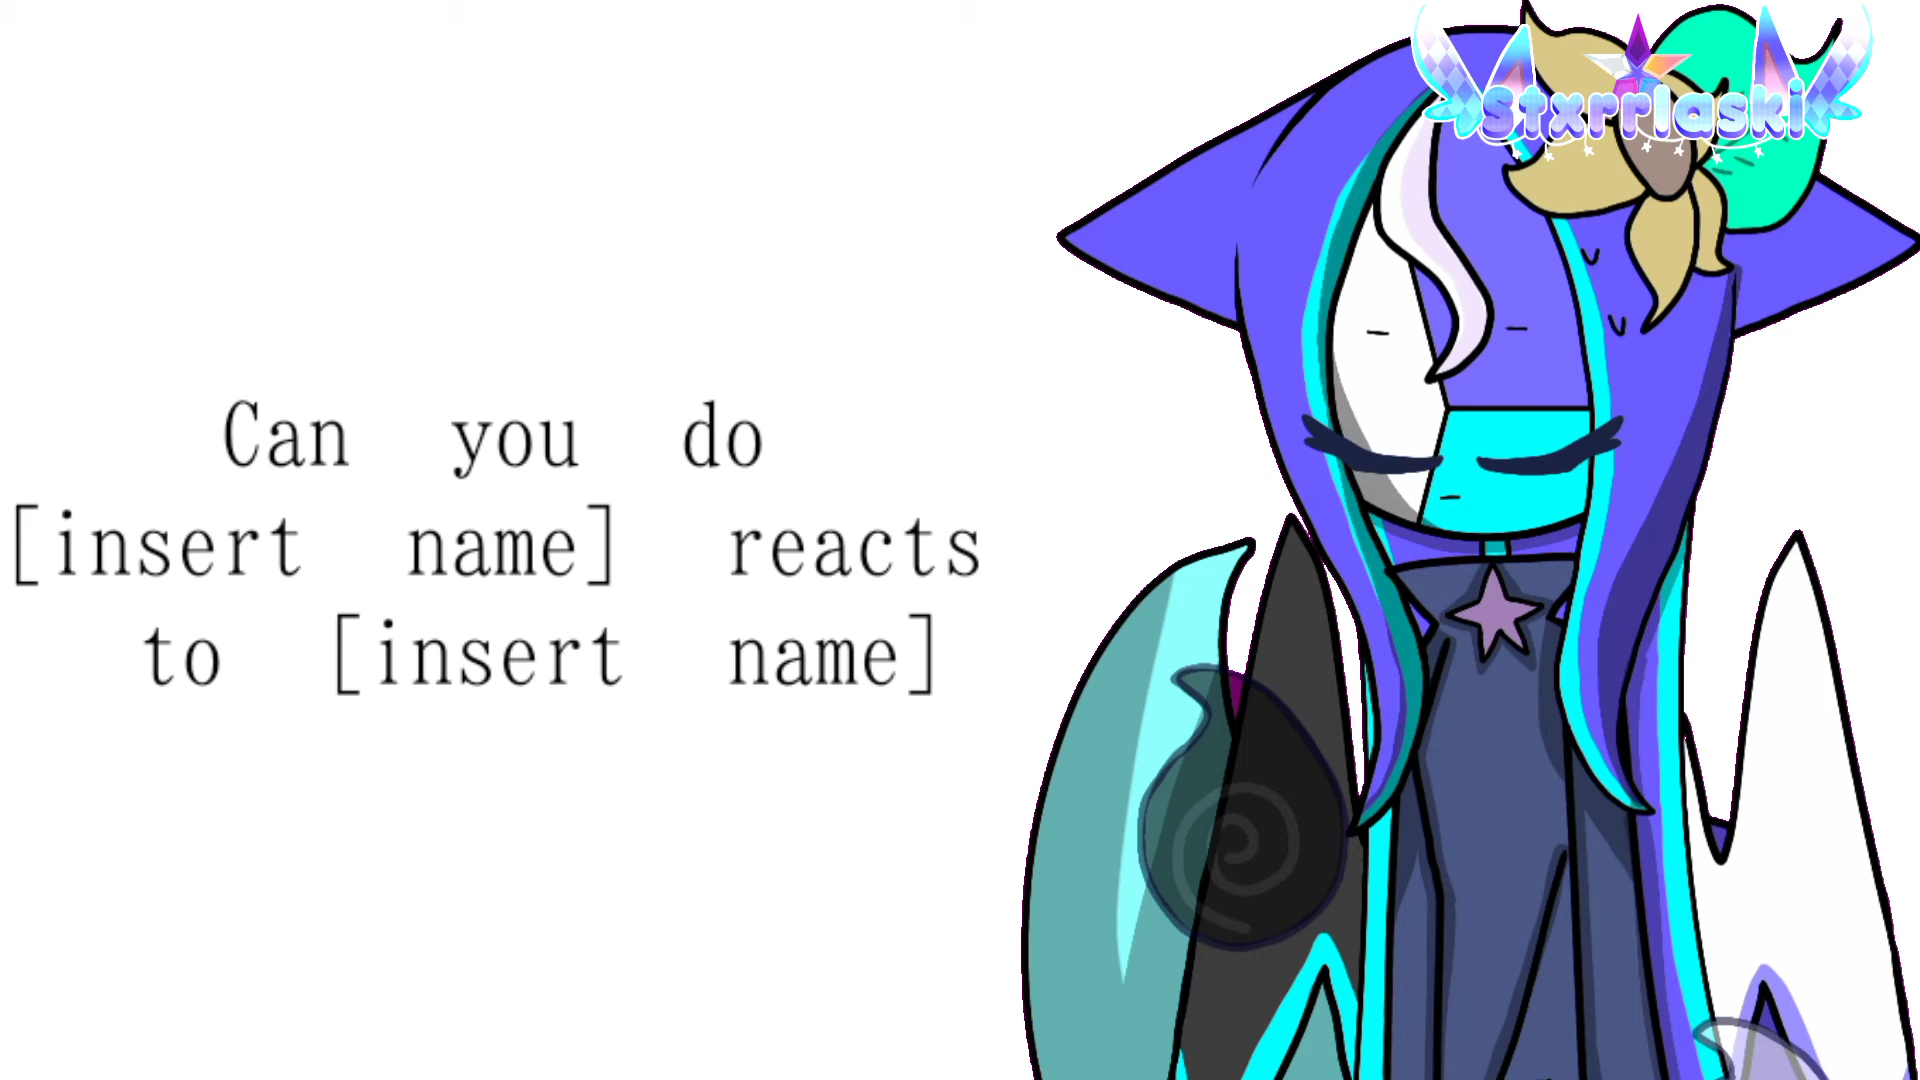 Stxrrlaski
Can you do
[insert name] reacts
to [insert name]